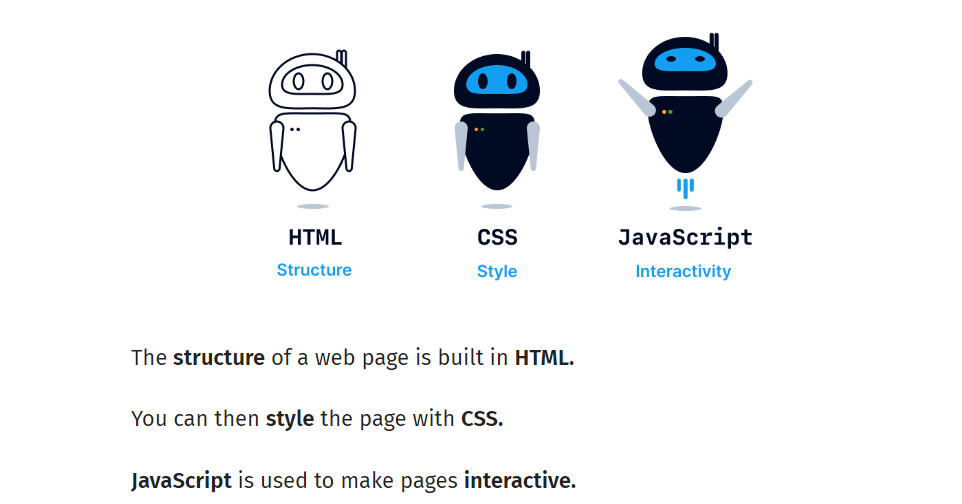 HTML
CSS
JavaScript
Structure
Style
Interactivity
The structure of a web page is built in HTML.
You can then style the page with CSS.
JavaScript is used to make pages interactive.